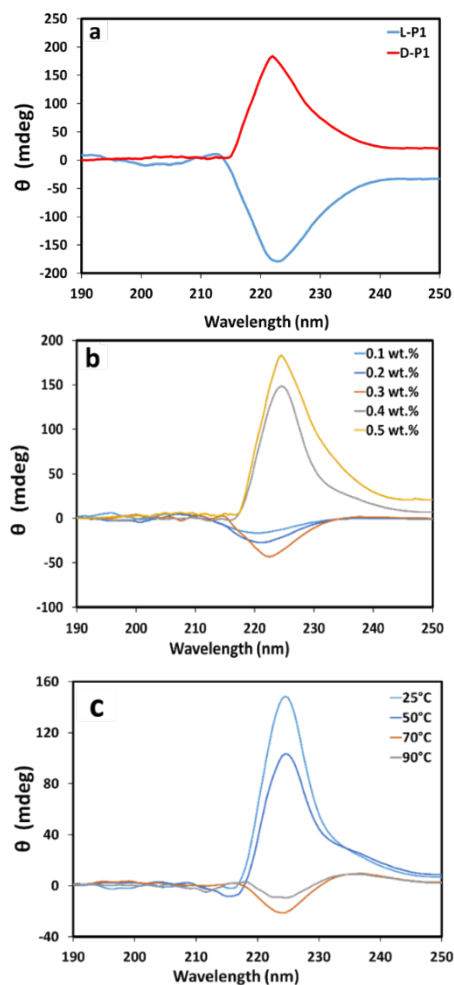 a
L-P1
D-P1
200
150
100
50
0
-50
-100
-150
-200
θ (mdeg)
190 200 210 220 230 240 250
Wavelength (nm)
b
0.1 wt.%
0.2 wt.%
0.3 wt.%
0.4 wt.%
0.5 wt.%
200
150
100
50
0
-50
-100
θ (mdeg)
190 200 210 220 230 240 250
Wavelength (nm)
c
25°C
50°C
70°C
90°C
160
120
80
40
0
-40
θ (mdeg)
190 200 210 220 230 240 250
Wavelength (nm)